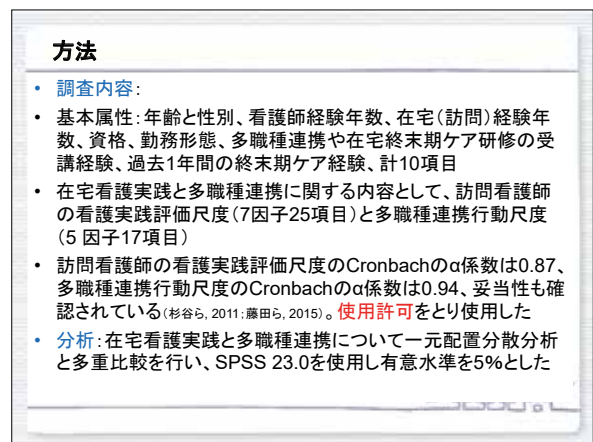 方法
• 調査内容:
• 基本属性:年齢と性別、看護師経験年数、在宅(訪問)経験年
数、資格、勤務形態、多職種連携や在宅終末期ケア研修の受
講経験、過去1年間の終末期ケア経験、計10項目
• 在宅看護実践と多職種連携に関する内容として、訪問看護師
の看護実践評価尺度(7因子25項目)と多職種連携行動尺度
(5 因子17項目)
• 訪問看護師の看護実践評価尺度のCronbachのα係数は0.87、
多職種連携行動尺度のCronbachのα係数は0.94、妥当性も確
認されている(杉谷ら, 2011;藤田ら, 2015)。使用許可をとり使用した
• 分析:在宅看護実践と多職種連携について一元配置分散分析
と多重比較を行い、SPSS 23.0を使用し有意水準を5%とした